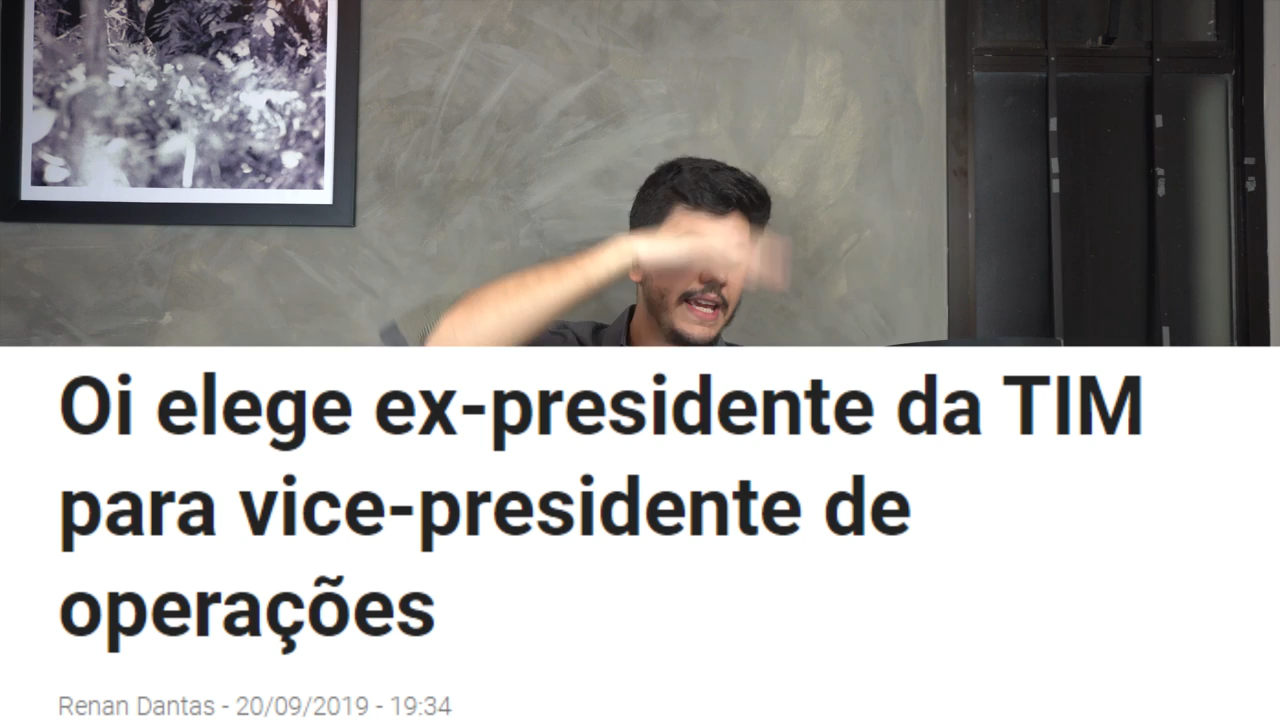 Oi elege ex-presidente da TIM
para vice-presidente de
operações
Renan Dantas - 20/09/2019 - 19:34